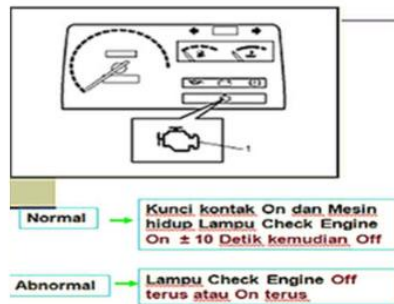 1
Normal
Kunci kontak On dan Mesin
hidup Lampu Check Engine
On ± 10 Detik kemudian Off
Abnormal
Lampu Check Engine Off
terus atau On terus